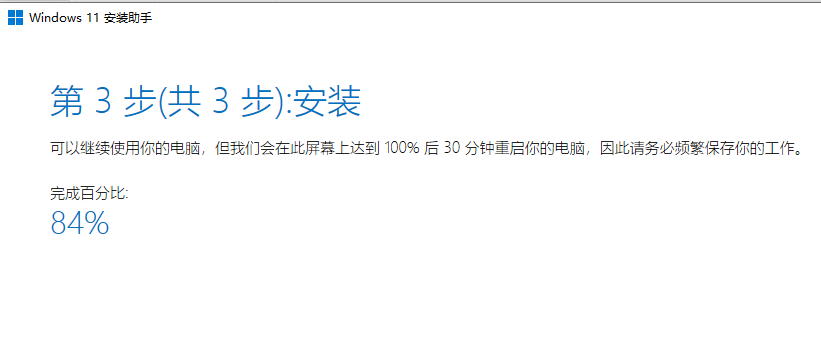 Windows 11 安装助手
第 3 步(共 3 步):安装
可以继续使用你的电脑，但我们会在此屏幕上达到 100% 后 30 分钟重启你的电脑，因此请务必频繁保存你的工作。
完成百分比:
84%